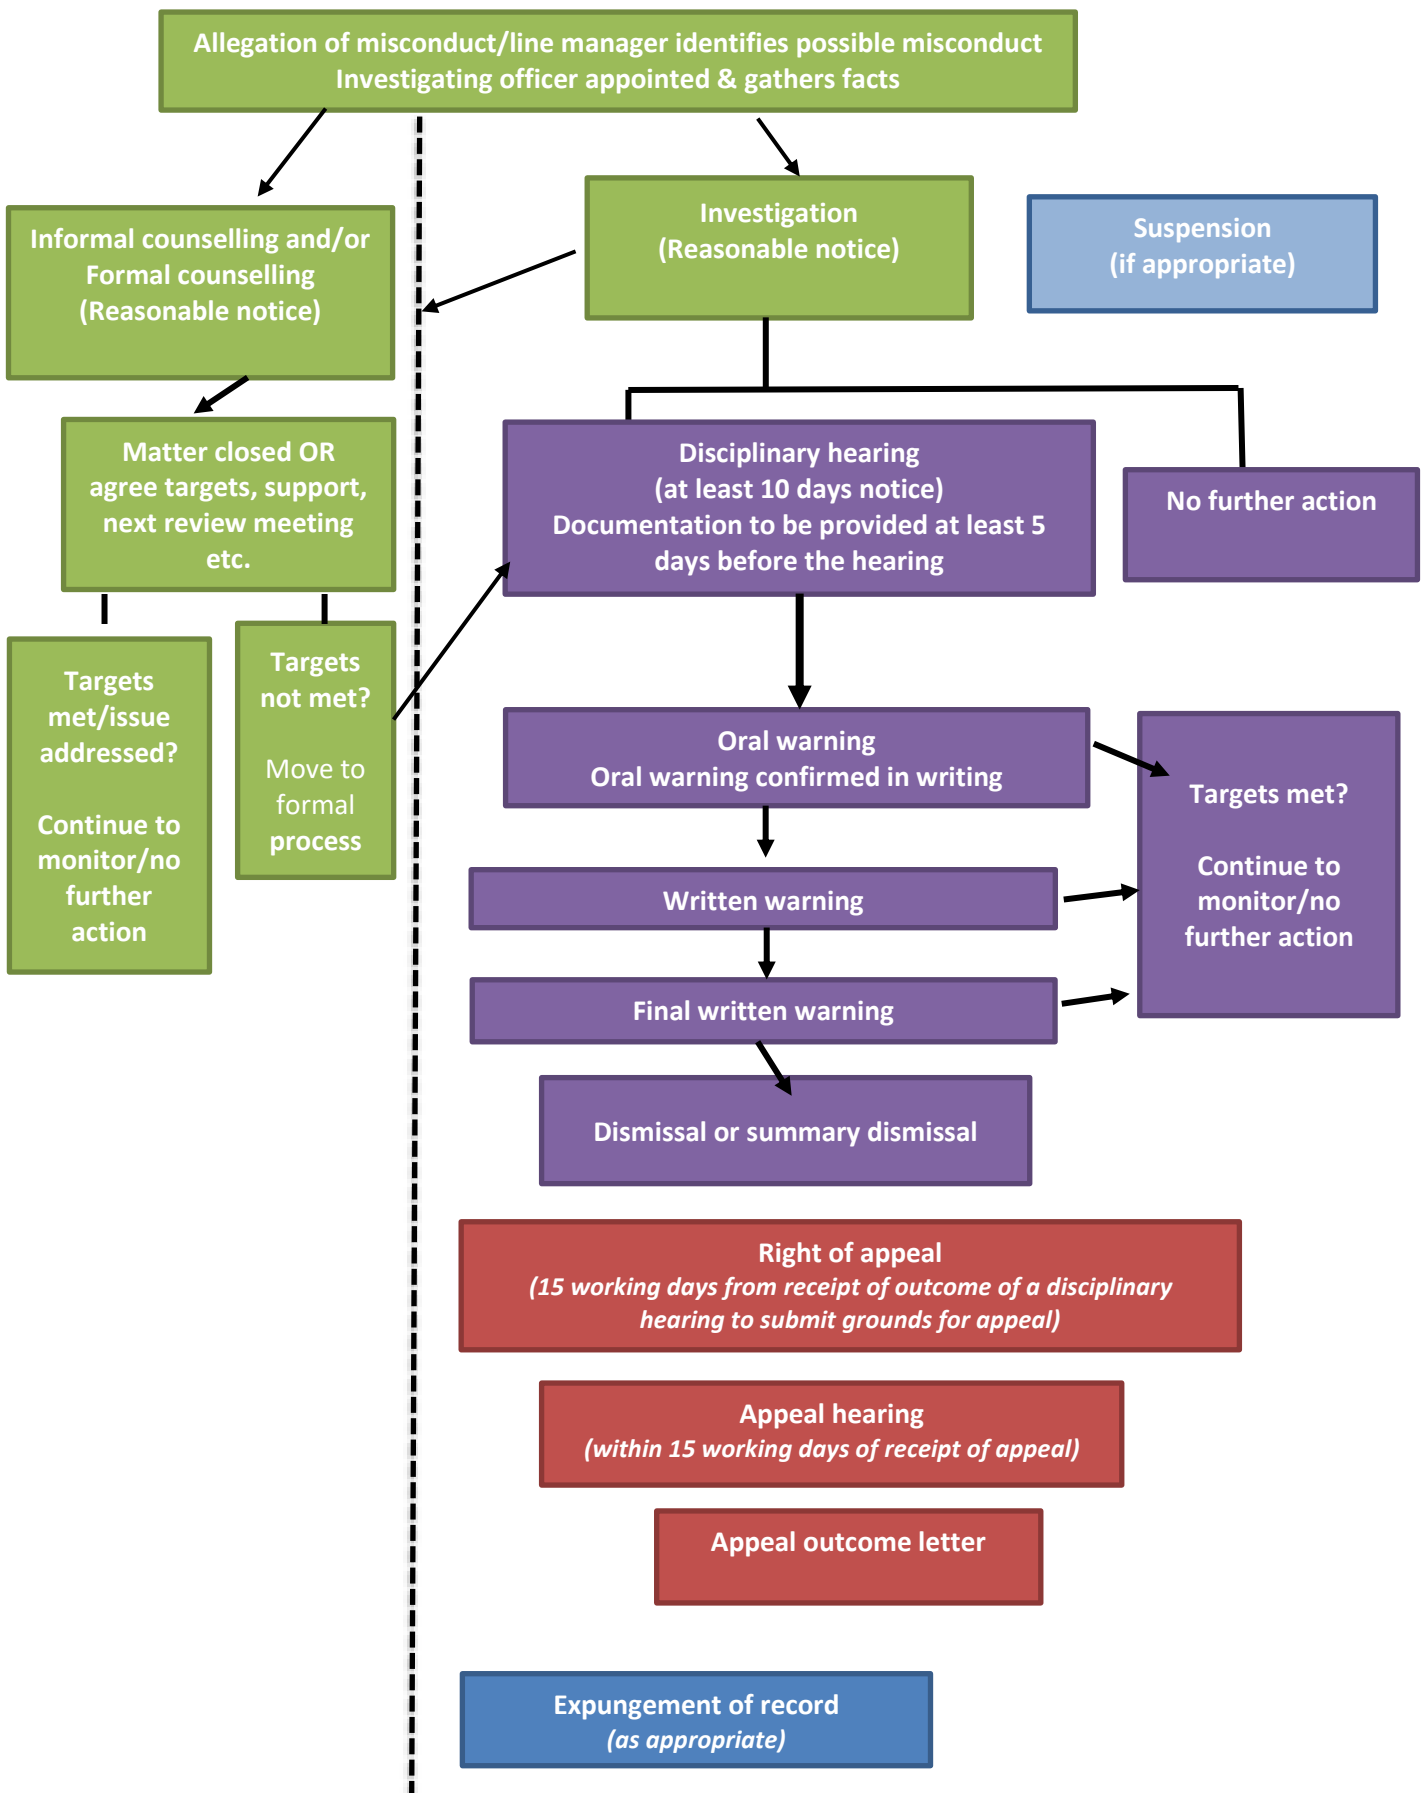 Allegation of misconduct/line manager identifies possible misconduct
Investigating officer appointed & gathers facts
Informal counselling and/or
Formal counselling
(Reasonable notice)
Investigation
(Reasonable notice)
Suspension
(if appropriate)
Matter closed OR
agree targets, support,
next review meeting
etc.
Disciplinary hearing
(at least 10 days notice)
Documentation to be provided at least 5
days before the hearing
No further action
Targets
met/issue
addressed?
Continue to
monitor/no
further
action
Targets
not met?
Move to
formal
process
Oral warning
Oral warning confirmed in writing
Written warning
Final written warning
Targets met?
Continue to
monitor/no
further action
Dismissal or summary dismissal
Right of appeal
(15 working days from receipt of outcome of a disciplinary
hearing to submit grounds for appeal)
Appeal hearing
(within 15 working days of receipt of appeal)
Appeal outcome letter
Expungement of record
(as appropriate)